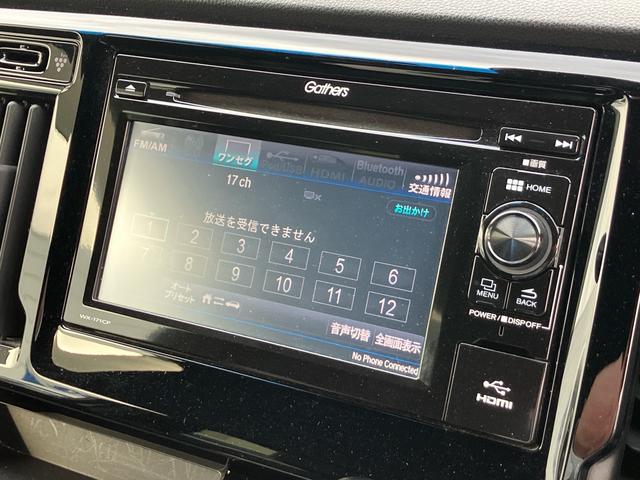 Gathers
FM/AM
ワンセグ
HDMI
Bluetooth
AUDIO
交通情報
17ch
お出かけ
放送を受信できません
1 2 3 4 5 6
7 8 9 10 11 12
オート
プリセット
音声切替 全画面表示
No Phone Connected
WX-171CP
画質
HOME
MENU
BACK
POWER / DISP OFF
HDMI